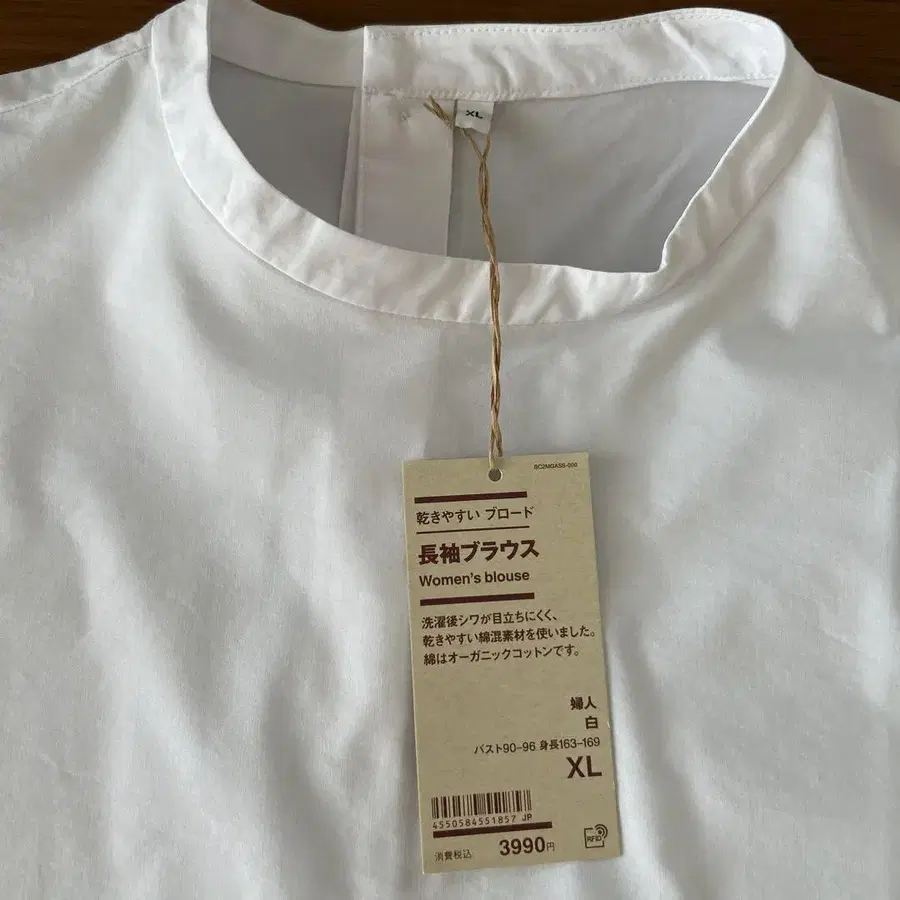 XL
BC2MGA5S-000
乾きやすい ブロード
長袖ブラウス
Women's blouse
洗濯後シワが目立ちにくく、
乾きやすい綿混素材を使いました。
綿はオーガニックコットンです。
婦人
白
バスト90-96 身長163-169
XL
4550584551857 JP
消費税込 3990円
RFID